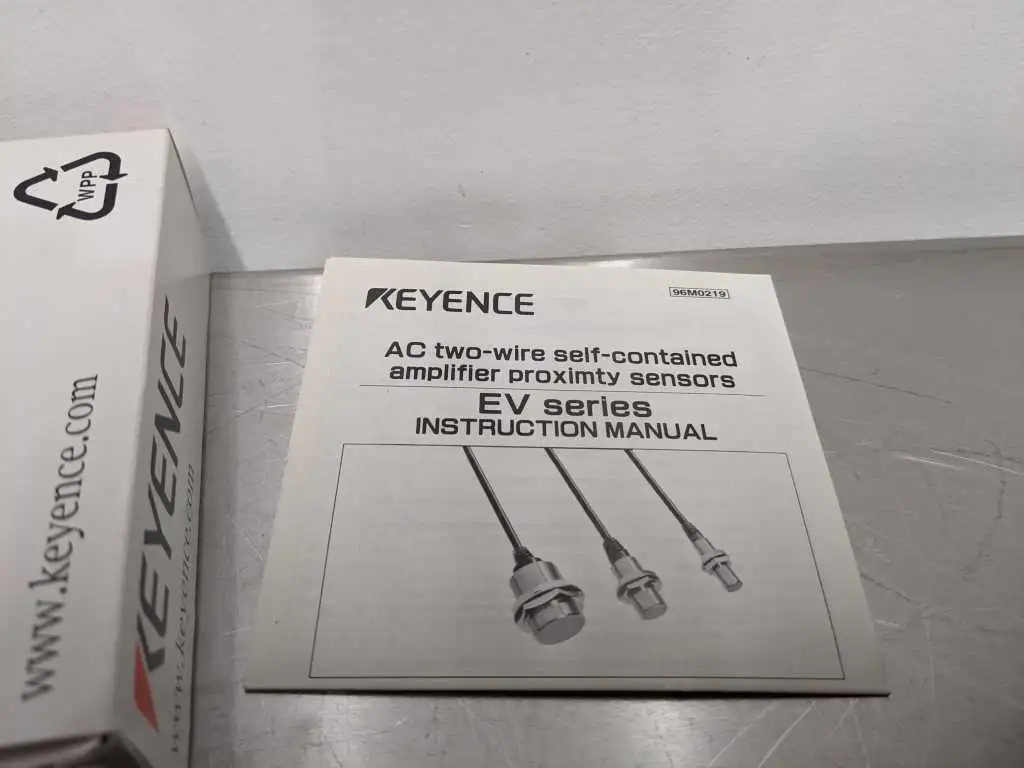 WPP
www.keyence.com
KEYENCE
www.keyence.com
KEYENCE
96M0219
AC two-wire self-contained
amplifier proximty sensors
EV series
INSTRUCTION MANUAL